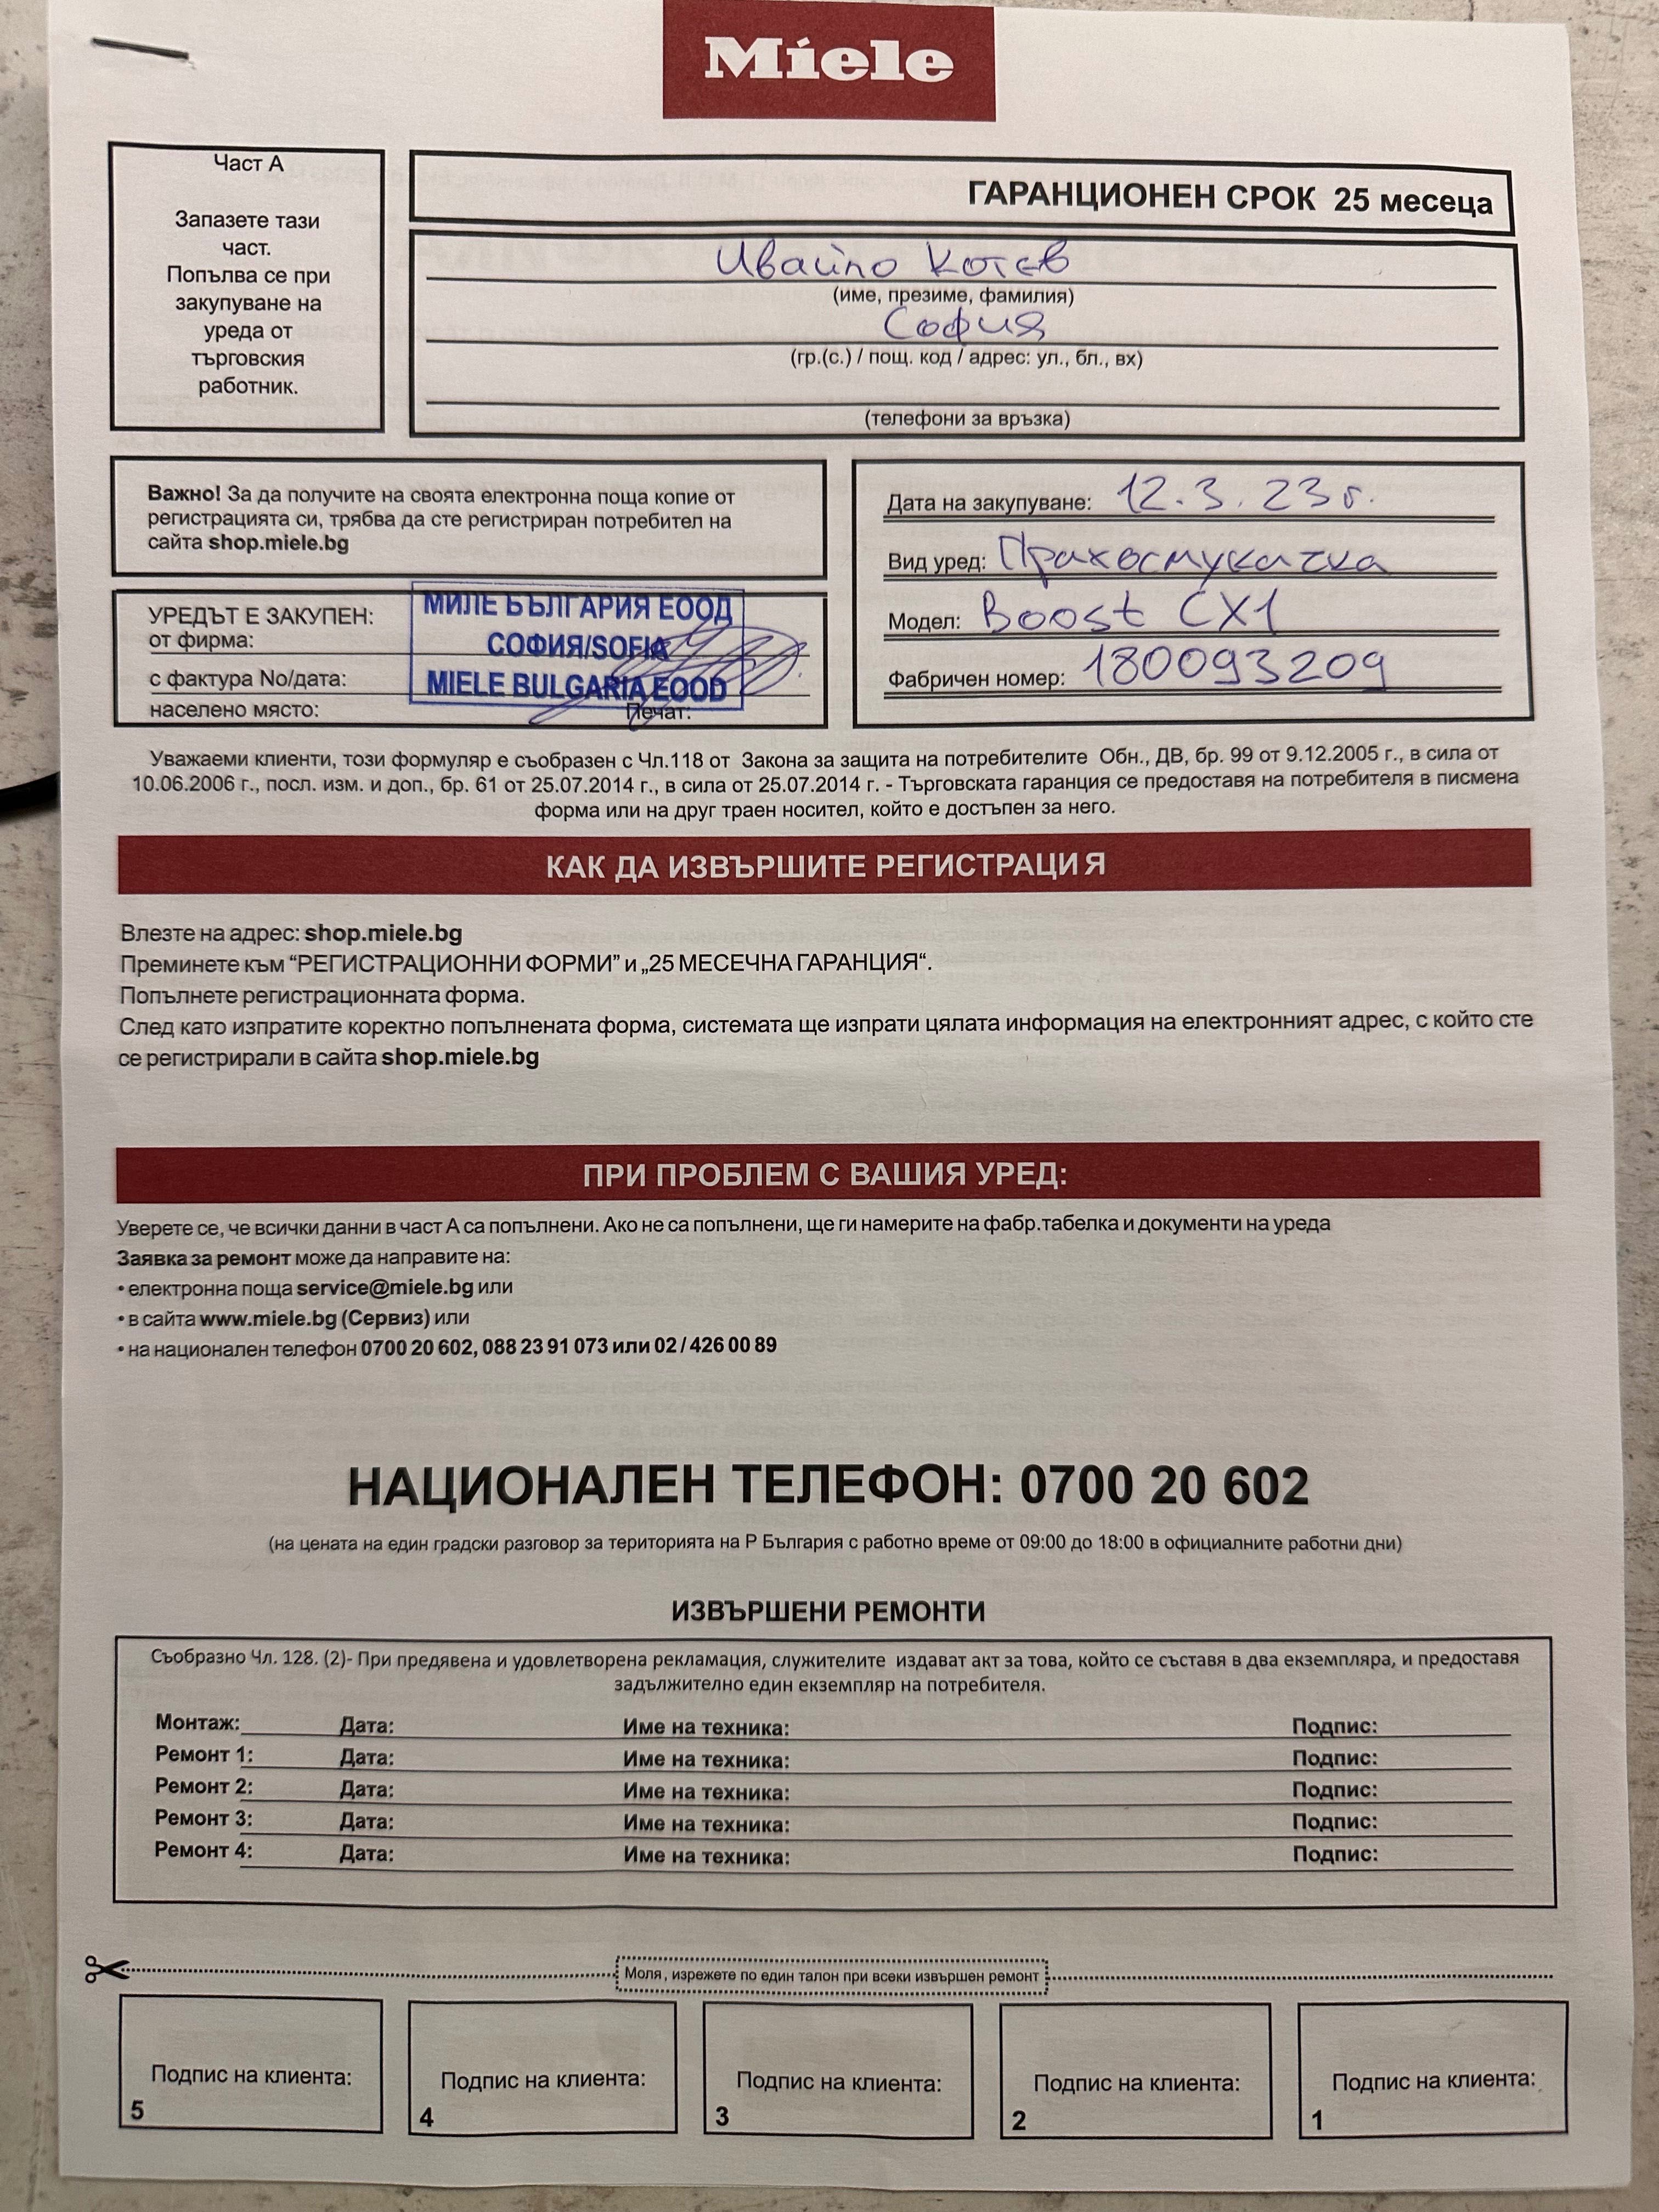 Miele
Част А
Запазете тази
част.
Попълва се при
закупуване на
уреда от
търговския
работник.
ГАРАНЦИОНЕН СРОК 25 месеца
Ивайло Котев
(име, презиме, фамилия)
София
(гр.(с.) / пощ. код / адрес: ул., бл., вх)
(телефони за връзка)
Важно! За да получите на своята електронна поща копие от
регистрацията си, трябва да сте регистриран потребител на
сайта shop.miele.bg
УРЕДЪТ Е ЗАКУПЕН:
от фирма:
с фактура No/дата:
населено място:
Печат:
МИЛЕ БЪЛГАРИЯ ЕООД
СОФИЯ/SOFIA
MIELE BULGARIA EOOD
Дата на закупуване: 12.3.23г.
Вид уред: Прахосмукачка
Модел: Boost CX1
Фабричен номер: 180093209
Уважаеми клиенти, този формуляр е съобразен с Чл.118 от Закона за защита на потребителите Обн., ДВ, бр. 99 от 9.12.2005 г., в сила от
10.06.2006 г., посл. изм. и доп., бр. 61 от 25.07.2014 г., в сила от 25.07.2014 г. - Търговската гаранция се предоставя на потребителя в писмена
форма или на друг траен носител, който е достъпен за него.
КАК ДА ИЗВЪРШИТЕ РЕГИСТРАЦИЯ
Влезте на адрес: shop.miele.bg
Преминете към “РЕГИСТРАЦИОННИ ФОРМИ” и „25 МЕСЕЧНА ГАРАНЦИЯ“.
Попълнете регистрационната форма.
След като изпратите коректно попълнената форма, системата ще изпрати цялата информация на електронният адрес, с който сте
се регистрирали в сайта shop.miele.bg
ПРИ ПРОБЛЕМ С ВАШИЯ УРЕД:
Уверете се, че всички данни в част А са попълнени. Ако не са попълнени, ще ги намерите на фабр.табелка и документи на уреда
Заявка за ремонт може да направите на:
• електронна поща service@miele.bg или
• в сайта www.miele.bg (Сервиз) или
• на национален телефон 0700 20 602, 088 23 91 073 или 02 / 426 00 89
НАЦИОНАЛЕН ТЕЛЕФОН: 0700 20 602
(на цената на един градски разговор за територията на Р България с работно време от 09:00 до 18:00 в официалните работни дни)
ИЗВЪРШЕНИ РЕМОНТИ
Съобразно Чл. 128. (2)- При предявена и удовлетворена рекламация, служителите издават акт за това, който се съставя в два екземпляра, и предоставя
задължително един екземпляр на потребителя.
Монтаж: Дата: Име на техника: Подпис:
Ремонт 1: Дата: Име на техника: Подпис:
Ремонт 2: Дата: Име на техника: Подпис:
Ремонт 3: Дата: Име на техника: Подпис:
Ремонт 4: Дата: Име на техника: Подпис:
Моля, изрежете по един талон при всеки извършен ремонт
Подпис на клиента:
5
Подпис на клиента:
4
Подпис на клиента:
3
Подпис на клиента:
2
Подпис на клиента:
1